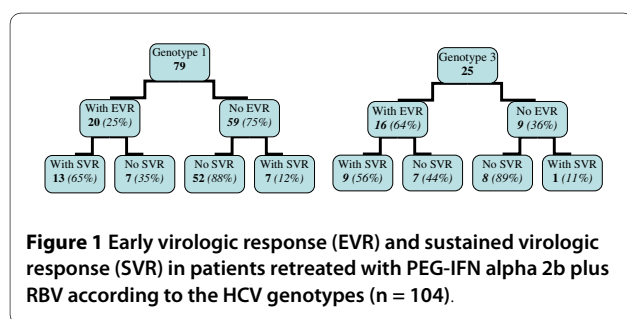 Genotype 1
79
Genotype 3
25
With EVR
20 (25%)
No EVR
59 (75%)
With EVR
16 (64%)
No EVR
9 (36%)
With SVR
13 (65%)
No SVR
7 (35%)
No SVR
52 (88%)
With SVR
7 (12%)
With SVR
9 (56%)
No SVR
7 (44%)
No SVR
8 (89%)
With SVR
1 (11%)
Figure 1 Early virologic response (EVR) and sustained virologic
response (SVR) in patients retreated with PEG-IFN alpha 2b plus
RBV according to the HCV genotypes (n = 104).